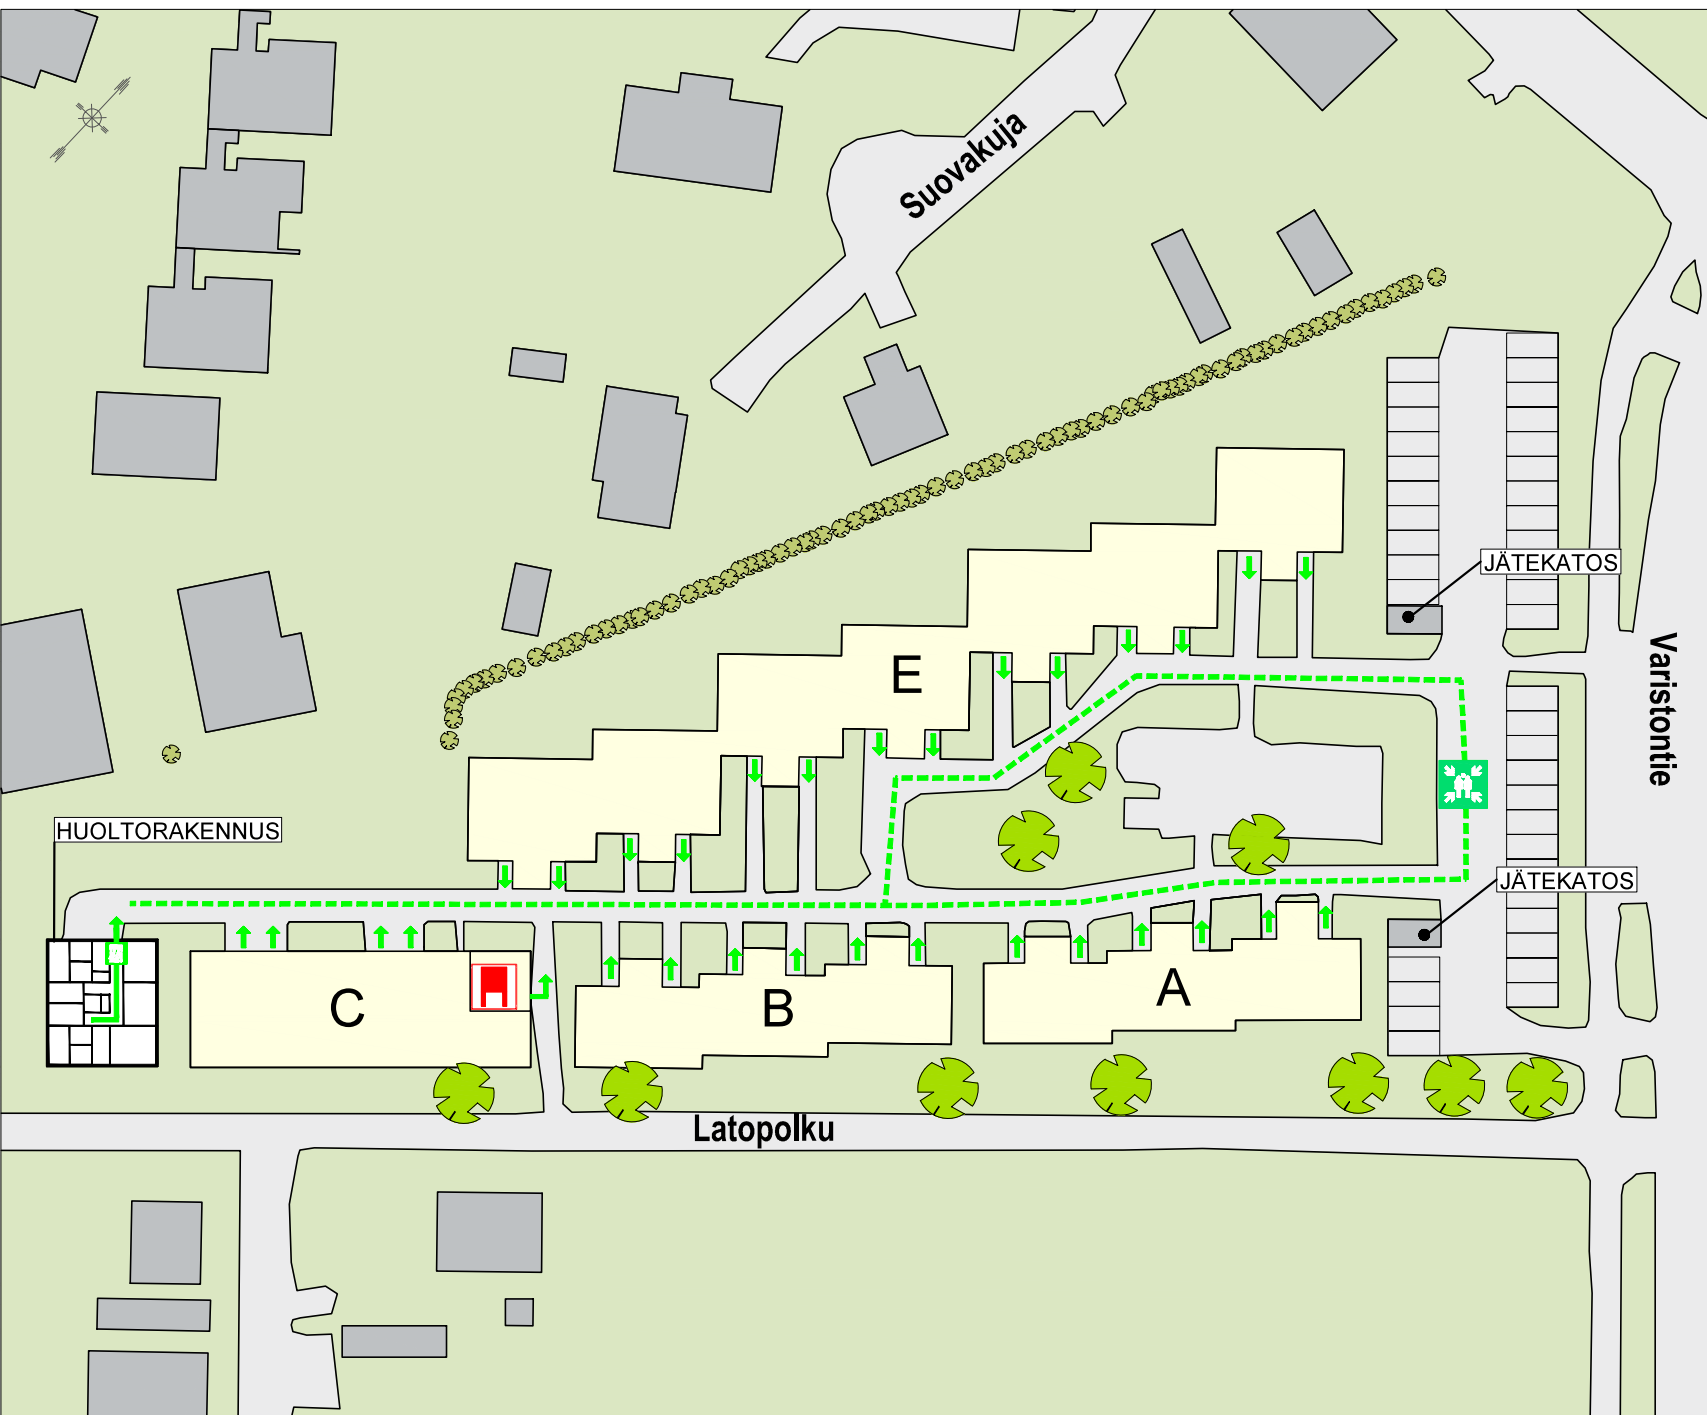 Suovakuja
JÄTEKATOS
E
Varistontie
HUOLTORAKENNUS
JÄTEKATOS
C
B
A
Latopolku